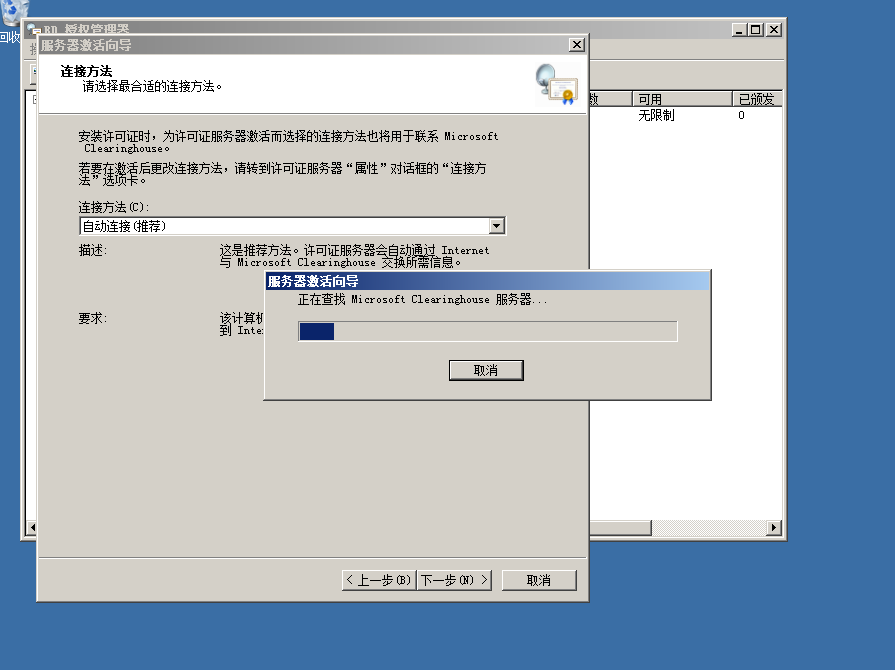 回收
RD 授权管理器
服务器激活向导
连接方法
请选择最合适的连接方法。
数
可用
已颁发
无限制
0
安装许可证时，为许可证服务器激活而选择的连接方法也将用于联系 Microsoft
Clearinghouse。
若要在激活后更改连接方法，请转到许可证服务器“属性”对话框的“连接方
法”选项卡。
连接方法(C):
自动连接(推荐)
描述:
这是推荐方法。许可证服务器会自动通过 Internet
与 Microsoft Clearinghouse 交换所需信息。
服务器激活向导
正在查找 Microsoft Clearinghouse 服务器...
取消
要求:
该计算机
到 Inte
< 上一步(B)
下一步(N) >
取消